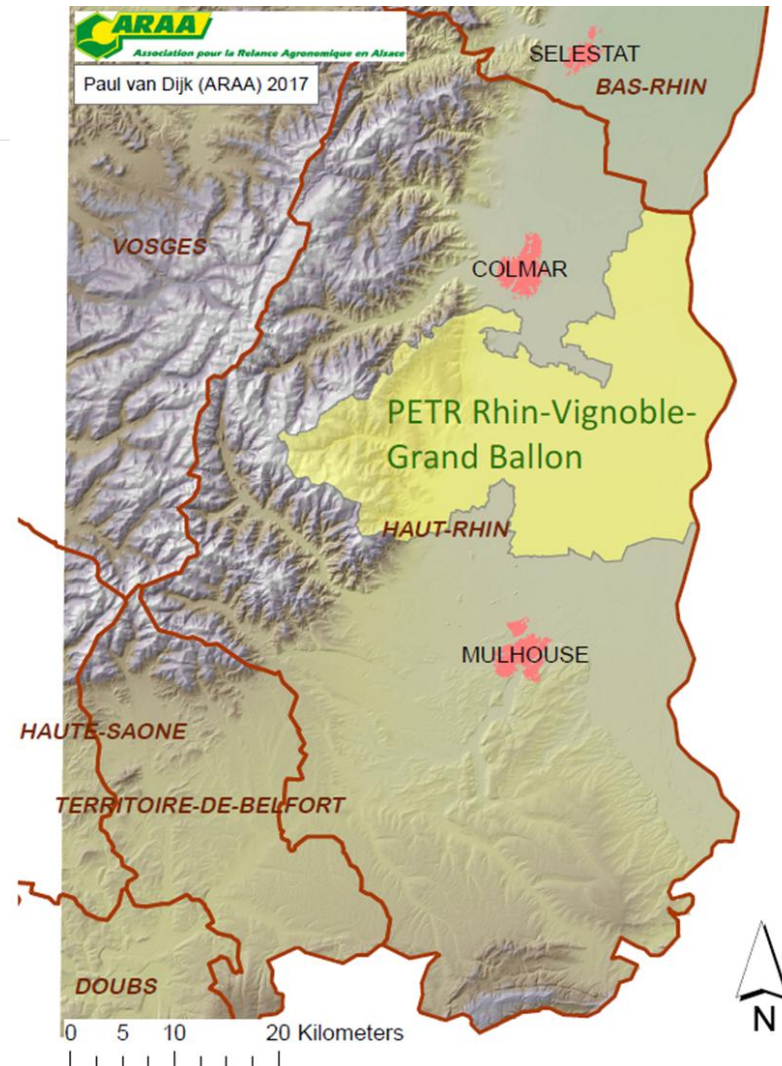 ARAA
Association pour la Relance Agronomique en Alsace
Paul van Dijk (ARAA) 2017
SELESTAT
BAS-RHIN
VOSGES
COLMAR
PETR Rhin-Vignoble-
Grand Ballon
HAUT-RHIN
MULHOUSE
HAUTE-SAONE
TERRITOIRE-DE-BELFORT
DOUBS
N
0 5 10 20 Kilometers